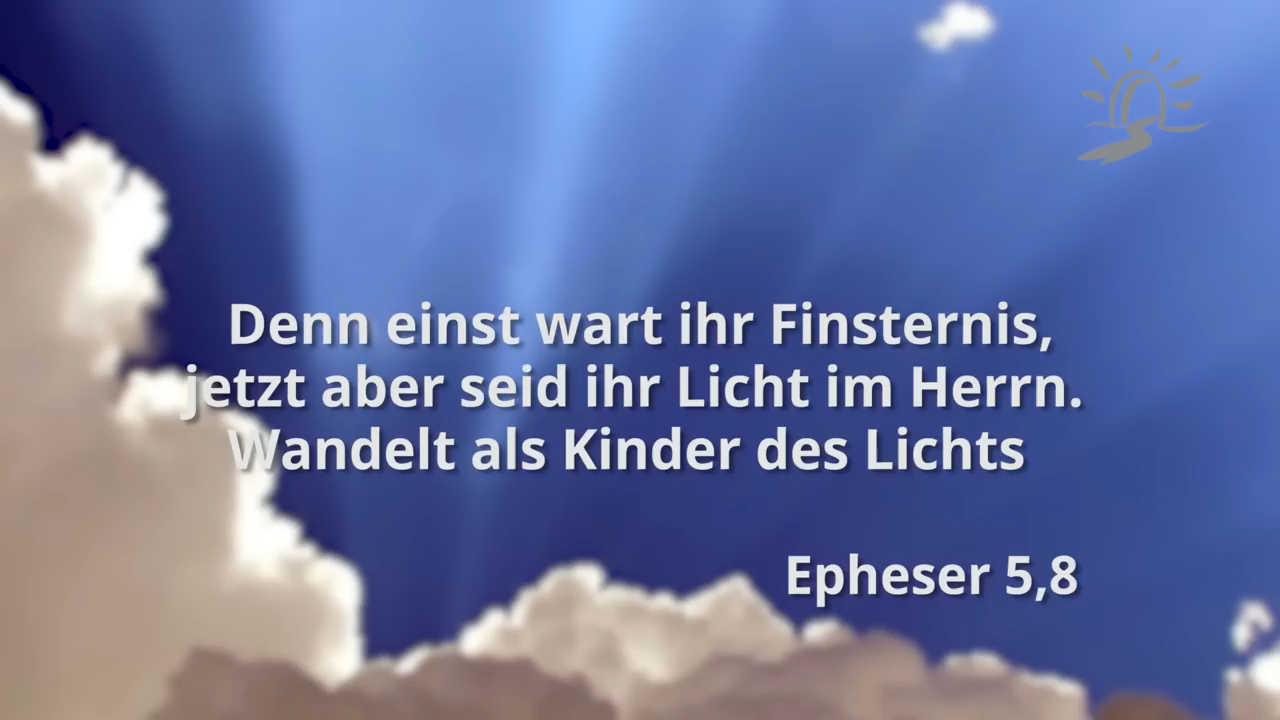 Denn einst wart ihr Finsternis,
jetzt aber seid ihr Licht im Herrn.
Wandelt als Kinder des Lichts
Epheser 5,8